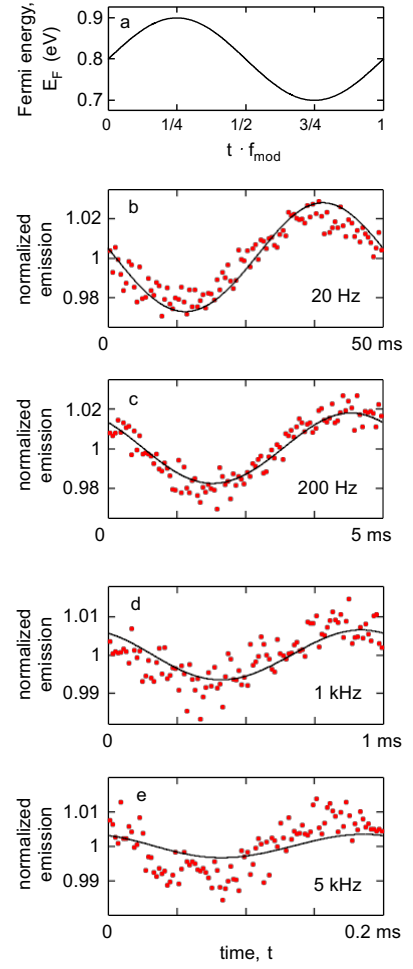 Fermi energy,
E_F (eV)
a
0.9
0.8
0.7
0 1/4 1/2 3/4 1
t · f_mod
normalized
emission
b
1.02
1
0.98
20 Hz
0 50 ms
normalized
emission
c
1.02
1
0.98
200 Hz
0 5 ms
normalized
emission
d
1.01
1
0.99
1 kHz
0 1 ms
normalized
emission
e
1.01
1
0.99
5 kHz
0 0.2 ms
time, t